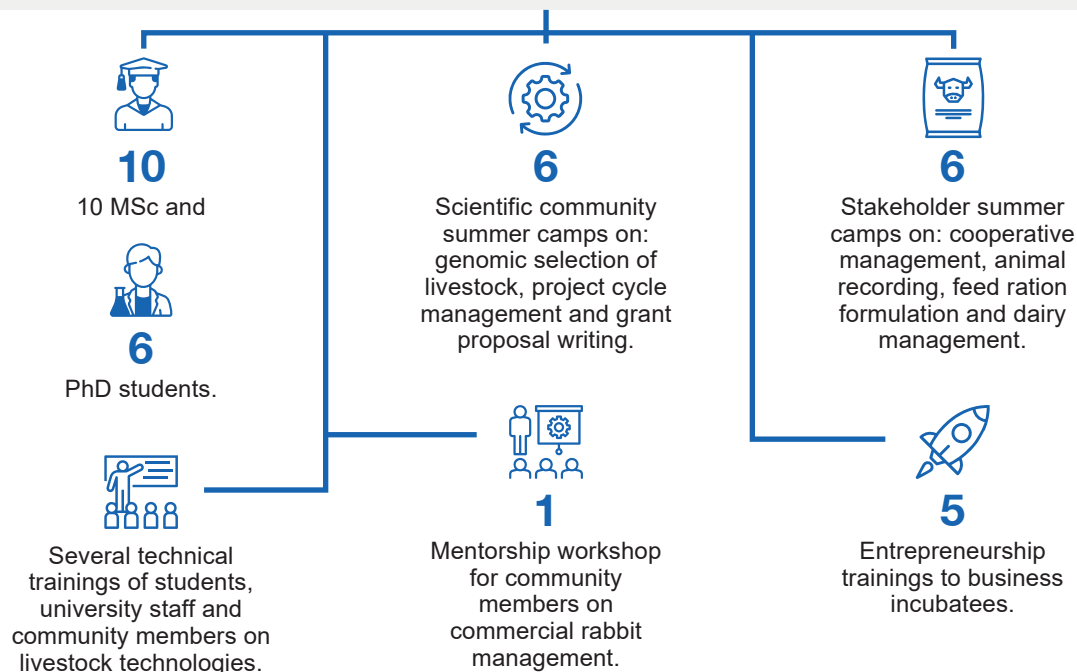 10
10 MSc and
6
PhD students.
6
Scientific community
summer camps on:
genomic selection of
livestock, project cycle
management and grant
proposal writing.
6
Stakeholder summer
camps on: cooperative
management, animal
recording, feed ration
formulation and dairy
management.
Several technical
trainings of students,
university staff and
community members on
livestock technologies.
1
Mentorship workshop
for community
members on
commercial rabbit
management.
5
Entrepreneurship
trainings to business
incubatees.